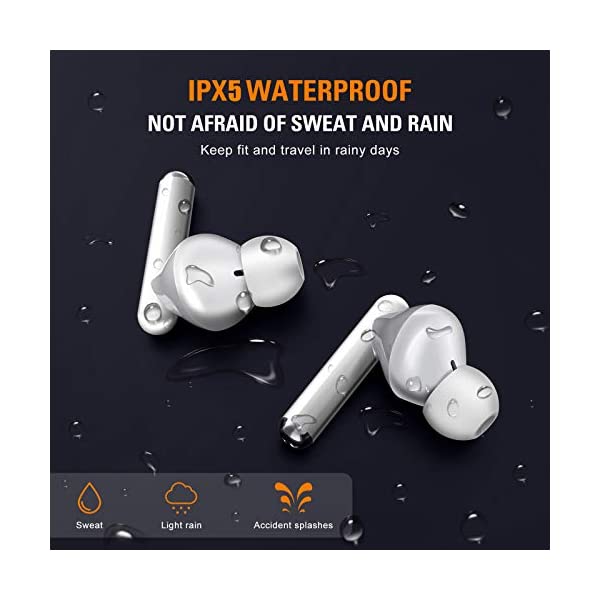 IPX5 WATERPROOF
NOT AFRAID OF SWEAT AND RAIN
Keep fit and travel in rainy days
Sweat
Light rain
Accident splashes